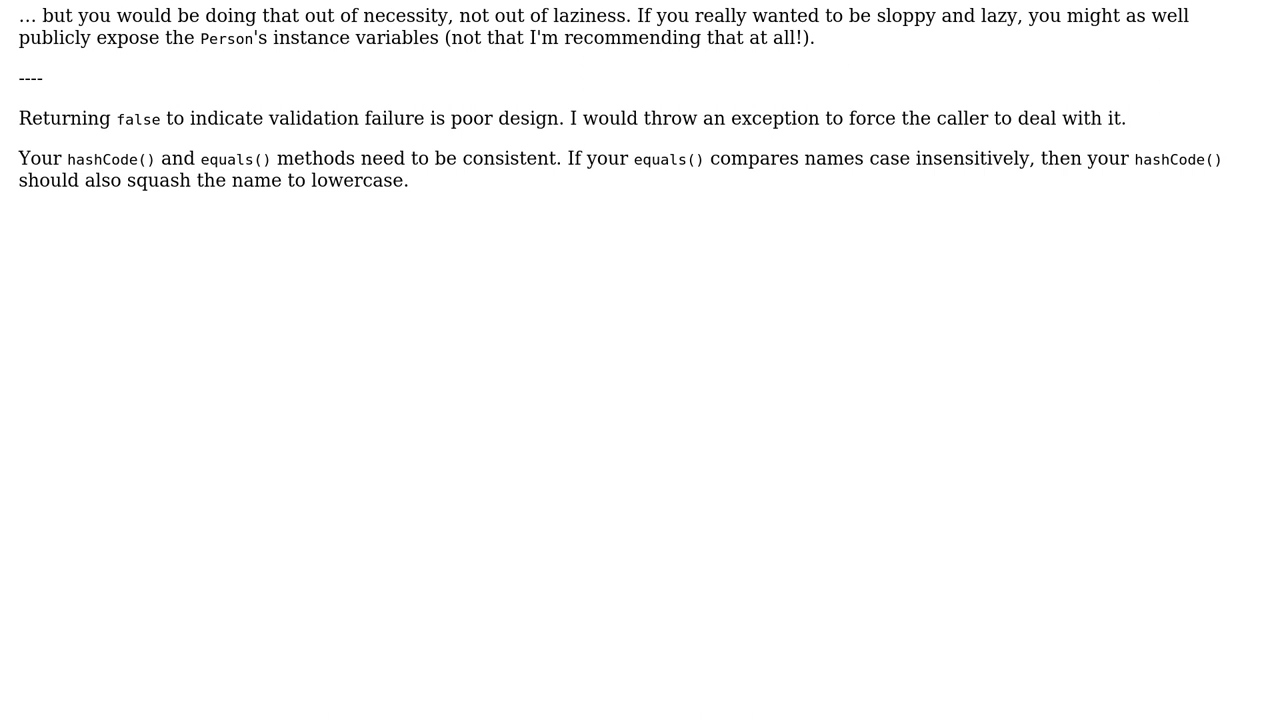 … but you would be doing that out of necessity, not out of laziness. If you really wanted to be sloppy and lazy, you might as well
publicly expose the Person's instance variables (not that I'm recommending that at all!).
----
Returning false to indicate validation failure is poor design. I would throw an exception to force the caller to deal with it.
Your hashCode() and equals() methods need to be consistent. If your equals() compares names case insensitively, then your hashCode()
should also squash the name to lowercase.